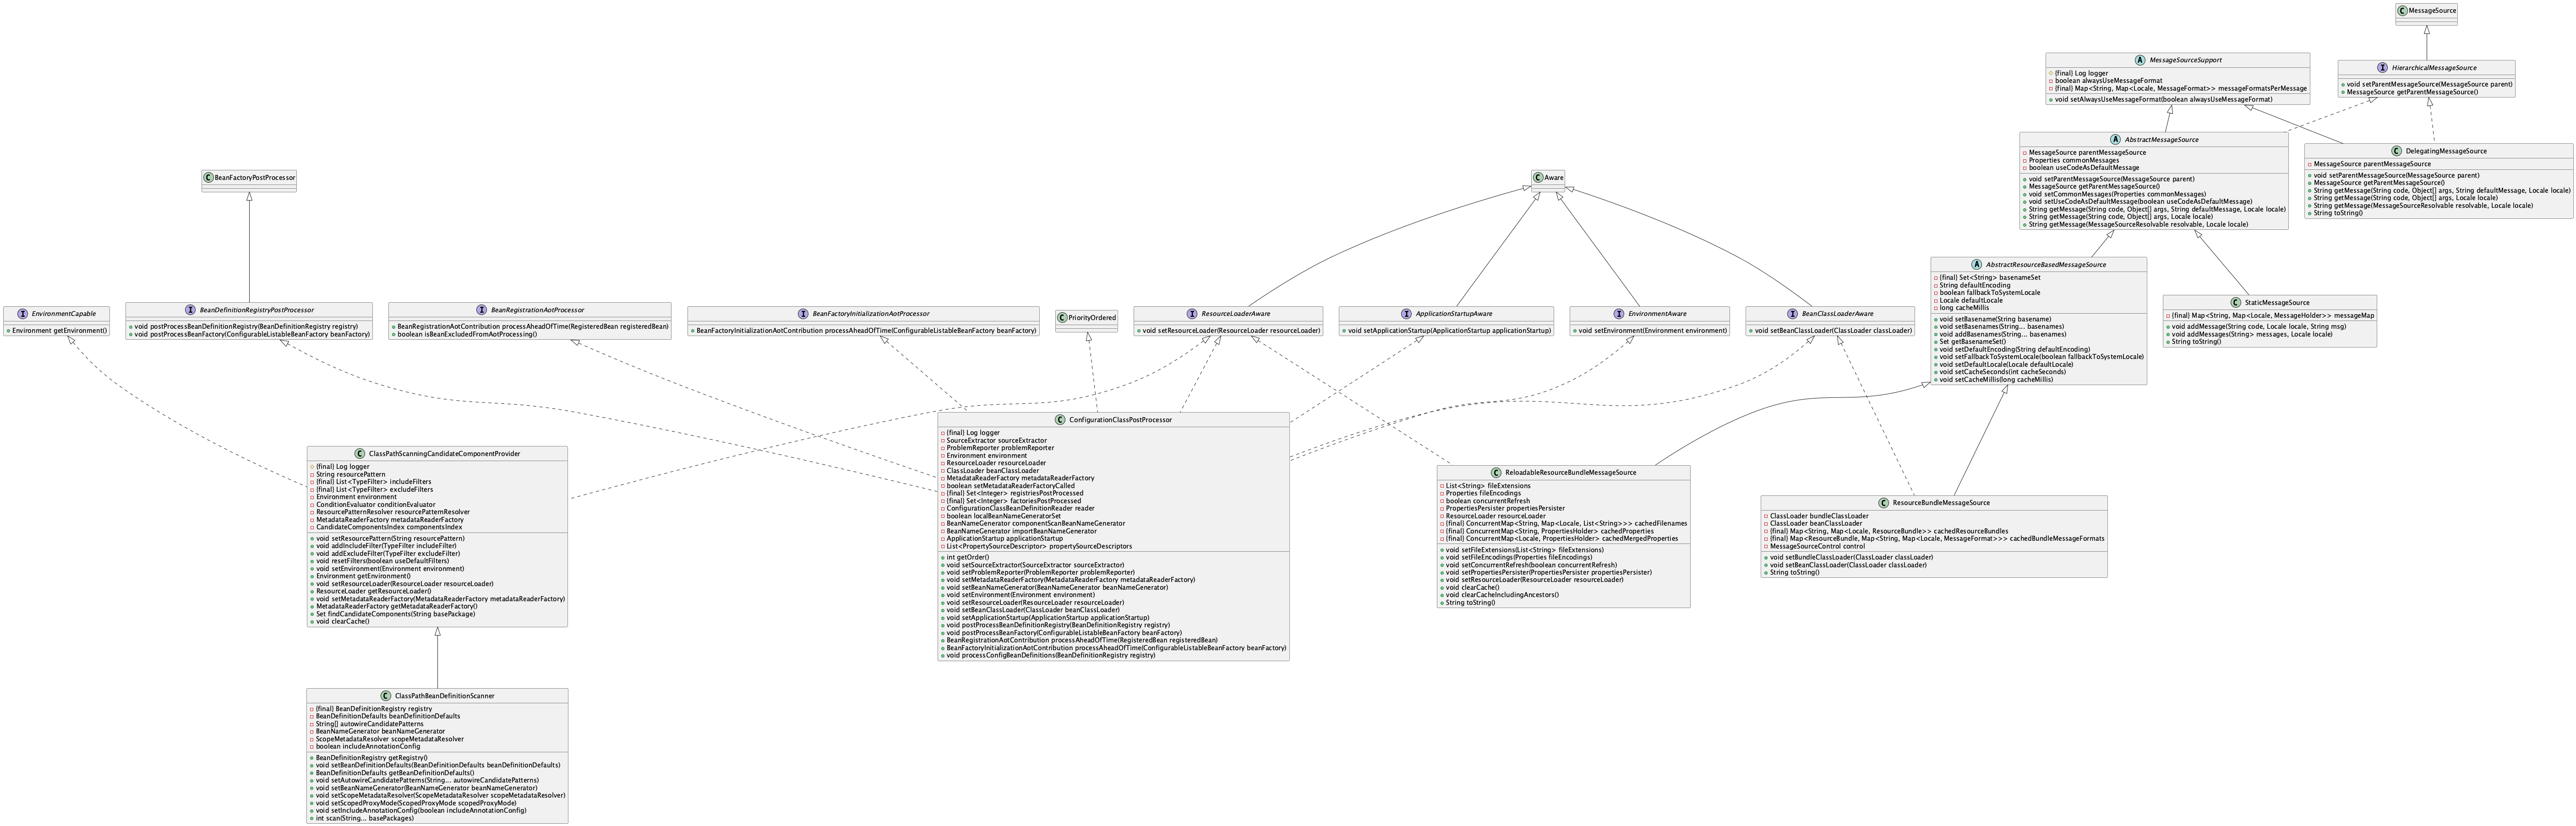 MessageSource
MessageSourceSupport
{final} Log logger
boolean alwaysUseMessageFormat
{final} Map<String, Map<Locale, MessageFormat>> messageFormatsPerMessage
void setAlwaysUseMessageFormat(boolean alwaysUseMessageFormat)
HierarchicalMessageSource
void setParentMessageSource(MessageSource parent)
MessageSource getParentMessageSource()
AbstractMessageSource
MessageSource parentMessageSource
Properties commonMessages
boolean useCodeAsDefaultMessage
void setParentMessageSource(MessageSource parent)
MessageSource getParentMessageSource()
void setCommonMessages(Properties commonMessages)
void setUseCodeAsDefaultMessage(boolean useCodeAsDefaultMessage)
String getMessage(String code, Object[] args, String defaultMessage, Locale locale)
String getMessage(String code, Object[] args, Locale locale)
String getMessage(MessageSourceResolvable resolvable, Locale locale)
DelegatingMessageSource
MessageSource parentMessageSource
void setParentMessageSource(MessageSource parent)
MessageSource getParentMessageSource()
String getMessage(String code, Object[] args, String defaultMessage, Locale locale)
String getMessage(String code, Object[] args, Locale locale)
String getMessage(MessageSourceResolvable resolvable, Locale locale)
String toString()
BeanFactoryPostProcessor
Aware
AbstractResourceBasedMessageSource
{final} Set<String> basenameSet
String defaultEncoding
boolean fallbackToSystemLocale
Locale defaultLocale
long cacheMillis
void setBasename(String basename)
void setBasenames(String... basenames)
void addBasenames(String... basenames)
Set getBasenameSet()
void setDefaultEncoding(String defaultEncoding)
void setFallbackToSystemLocale(boolean fallbackToSystemLocale)
void setDefaultLocale(Locale defaultLocale)
void setCacheSeconds(int cacheSeconds)
void setCacheMillis(long cacheMillis)
StaticMessageSource
{final} Map<String, Map<Locale, MessageHolder>> messageMap
void addMessage(String code, Locale locale, String msg)
void addMessages(String> messages, Locale locale)
String toString()
EnvironmentCapable
Environment getEnvironment()
BeanDefinitionRegistryPostProcessor
void postProcessBeanDefinitionRegistry(BeanDefinitionRegistry registry)
void postProcessBeanFactory(ConfigurableListableBeanFactory beanFactory)
BeanRegistrationAotProcessor
BeanRegistrationAotContribution processAheadOfTime(RegisteredBean registeredBean)
boolean isBeanExcludedFromAotProcessing()
BeanFactoryInitializationAotProcessor
BeanFactoryInitializationAotContribution processAheadOfTime(ConfigurableListableBeanFactory beanFactory)
PriorityOrdered
ResourceLoaderAware
void setResourceLoader(ResourceLoader resourceLoader)
ApplicationStartupAware
void setApplicationStartup(ApplicationStartup applicationStartup)
EnvironmentAware
void setEnvironment(Environment environment)
BeanClassLoaderAware
void setBeanClassLoader(ClassLoader classLoader)
ClassPathScanningCandidateComponentProvider
{final} Log logger
String resourcePattern
{final} List<TypeFilter> includeFilters
{final} List<TypeFilter> excludeFilters
Environment environment
ConditionEvaluator conditionEvaluator
ResourcePatternResolver resourcePatternResolver
MetadataReaderFactory metadataReaderFactory
CandidateComponentsIndex componentsIndex
void setResourcePattern(String resourcePattern)
void addIncludeFilter(TypeFilter includeFilter)
void addExcludeFilter(TypeFilter excludeFilter)
void resetFilters(boolean useDefaultFilters)
void setEnvironment(Environment environment)
Environment getEnvironment()
void setResourceLoader(ResourceLoader resourceLoader)
ResourceLoader getResourceLoader()
void setMetadataReaderFactory(MetadataReaderFactory metadataReaderFactory)
MetadataReaderFactory getMetadataReaderFactory()
Set findCandidateComponents(String basePackage)
void clearCache()
ConfigurationClassPostProcessor
{final} Log logger
SourceExtractor sourceExtractor
ProblemReporter problemReporter
Environment environment
ResourceLoader resourceLoader
ClassLoader beanClassLoader
MetadataReaderFactory metadataReaderFactory
boolean setMetadataReaderFactoryCalled
{final} Set<Integer> registriesPostProcessed
{final} Set<Integer> factoriesPostProcessed
ConfigurationClassBeanDefinitionReader reader
boolean localBeanNameGeneratorSet
BeanNameGenerator componentScanBeanNameGenerator
BeanNameGenerator importBeanNameGenerator
ApplicationStartup applicationStartup
List<PropertySourceDescriptor> propertySourceDescriptors
int getOrder()
void setSourceExtractor(SourceExtractor sourceExtractor)
void setProblemReporter(ProblemReporter problemReporter)
void setMetadataReaderFactory(MetadataReaderFactory metadataReaderFactory)
void setBeanNameGenerator(BeanNameGenerator beanNameGenerator)
void setEnvironment(Environment environment)
void setResourceLoader(ResourceLoader resourceLoader)
void setBeanClassLoader(ClassLoader beanClassLoader)
void setApplicationStartup(ApplicationStartup applicationStartup)
void postProcessBeanDefinitionRegistry(BeanDefinitionRegistry registry)
void postProcessBeanFactory(ConfigurableListableBeanFactory beanFactory)
BeanRegistrationAotContribution processAheadOfTime(RegisteredBean registeredBean)
BeanFactoryInitializationAotContribution processAheadOfTime(ConfigurableListableBeanFactory beanFactory)
void processConfigBeanDefinitions(BeanDefinitionRegistry registry)
ReloadableResourceBundleMessageSource
List<String> fileExtensions
Properties fileEncodings
boolean concurrentRefresh
PropertiesPersister propertiesPersister
ResourceLoader resourceLoader
{final} ConcurrentMap<String, Map<Locale, List<String>>> cachedFilenames
{final} ConcurrentMap<String, PropertiesHolder> cachedProperties
{final} ConcurrentMap<Locale, PropertiesHolder> cachedMergedProperties
void setFileExtensions(List<String> fileExtensions)
void setFileEncodings(Properties fileEncodings)
void setConcurrentRefresh(boolean concurrentRefresh)
void setPropertiesPersister(PropertiesPersister propertiesPersister)
void setResourceLoader(ResourceLoader resourceLoader)
void clearCache()
void clearCacheIncludingAncestors()
String toString()
ResourceBundleMessageSource
ClassLoader bundleClassLoader
ClassLoader beanClassLoader
{final} Map<String, Map<Locale, ResourceBundle>> cachedResourceBundles
{final} Map<ResourceBundle, Map<String, Map<Locale, MessageFormat>>> cachedBundleMessageFormats
MessageSourceControl control
void setBundleClassLoader(ClassLoader classLoader)
void setBeanClassLoader(ClassLoader classLoader)
String toString()
ClassPathBeanDefinitionScanner
{final} BeanDefinitionRegistry registry
BeanDefinitionDefaults beanDefinitionDefaults
String[] autowireCandidatePatterns
BeanNameGenerator beanNameGenerator
ScopeMetadataResolver scopeMetadataResolver
boolean includeAnnotationConfig
BeanDefinitionRegistry getRegistry()
void setBeanDefinitionDefaults(BeanDefinitionDefaults beanDefinitionDefaults)
BeanDefinitionDefaults getBeanDefinitionDefaults()
void setAutowireCandidatePatterns(String... autowireCandidatePatterns)
void setBeanNameGenerator(BeanNameGenerator beanNameGenerator)
void setScopeMetadataResolver(ScopeMetadataResolver scopeMetadataResolver)
void setScopedProxyMode(ScopedProxyMode scopedProxyMode)
void setIncludeAnnotationConfig(boolean includeAnnotationConfig)
int scan(String... basePackages)